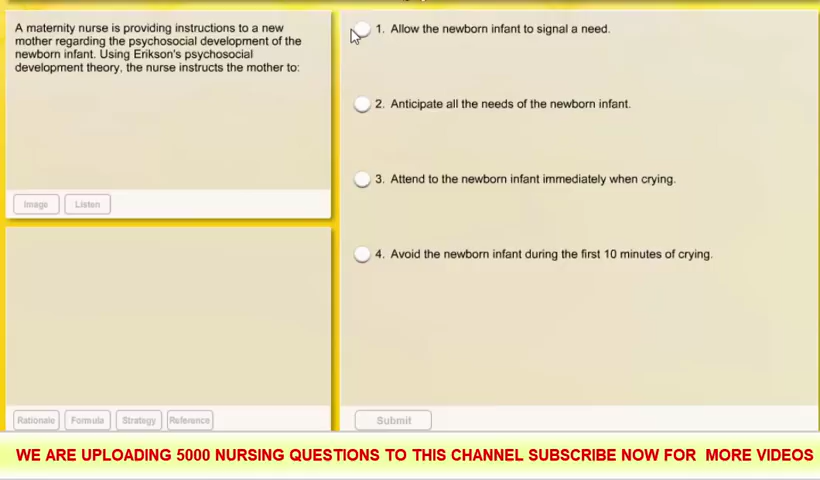 A maternity nurse is providing instructions to a new
mother regarding the psychosocial development of the
newborn infant. Using Erikson's psychosocial
development theory, the nurse instructs the mother to:
Image
Listen
1. Allow the newborn infant to signal a need.
2. Anticipate all the needs of the newborn infant.
3. Attend to the newborn infant immediately when crying.
4. Avoid the newborn infant during the first 10 minutes of crying.
Rationale
Formula
Strategy
Reference
Submit
WE ARE UPLOADING 5000 NURSING QUESTIONS TO THIS CHANNEL SUBSCRIBE NOW FOR MORE VIDEOS